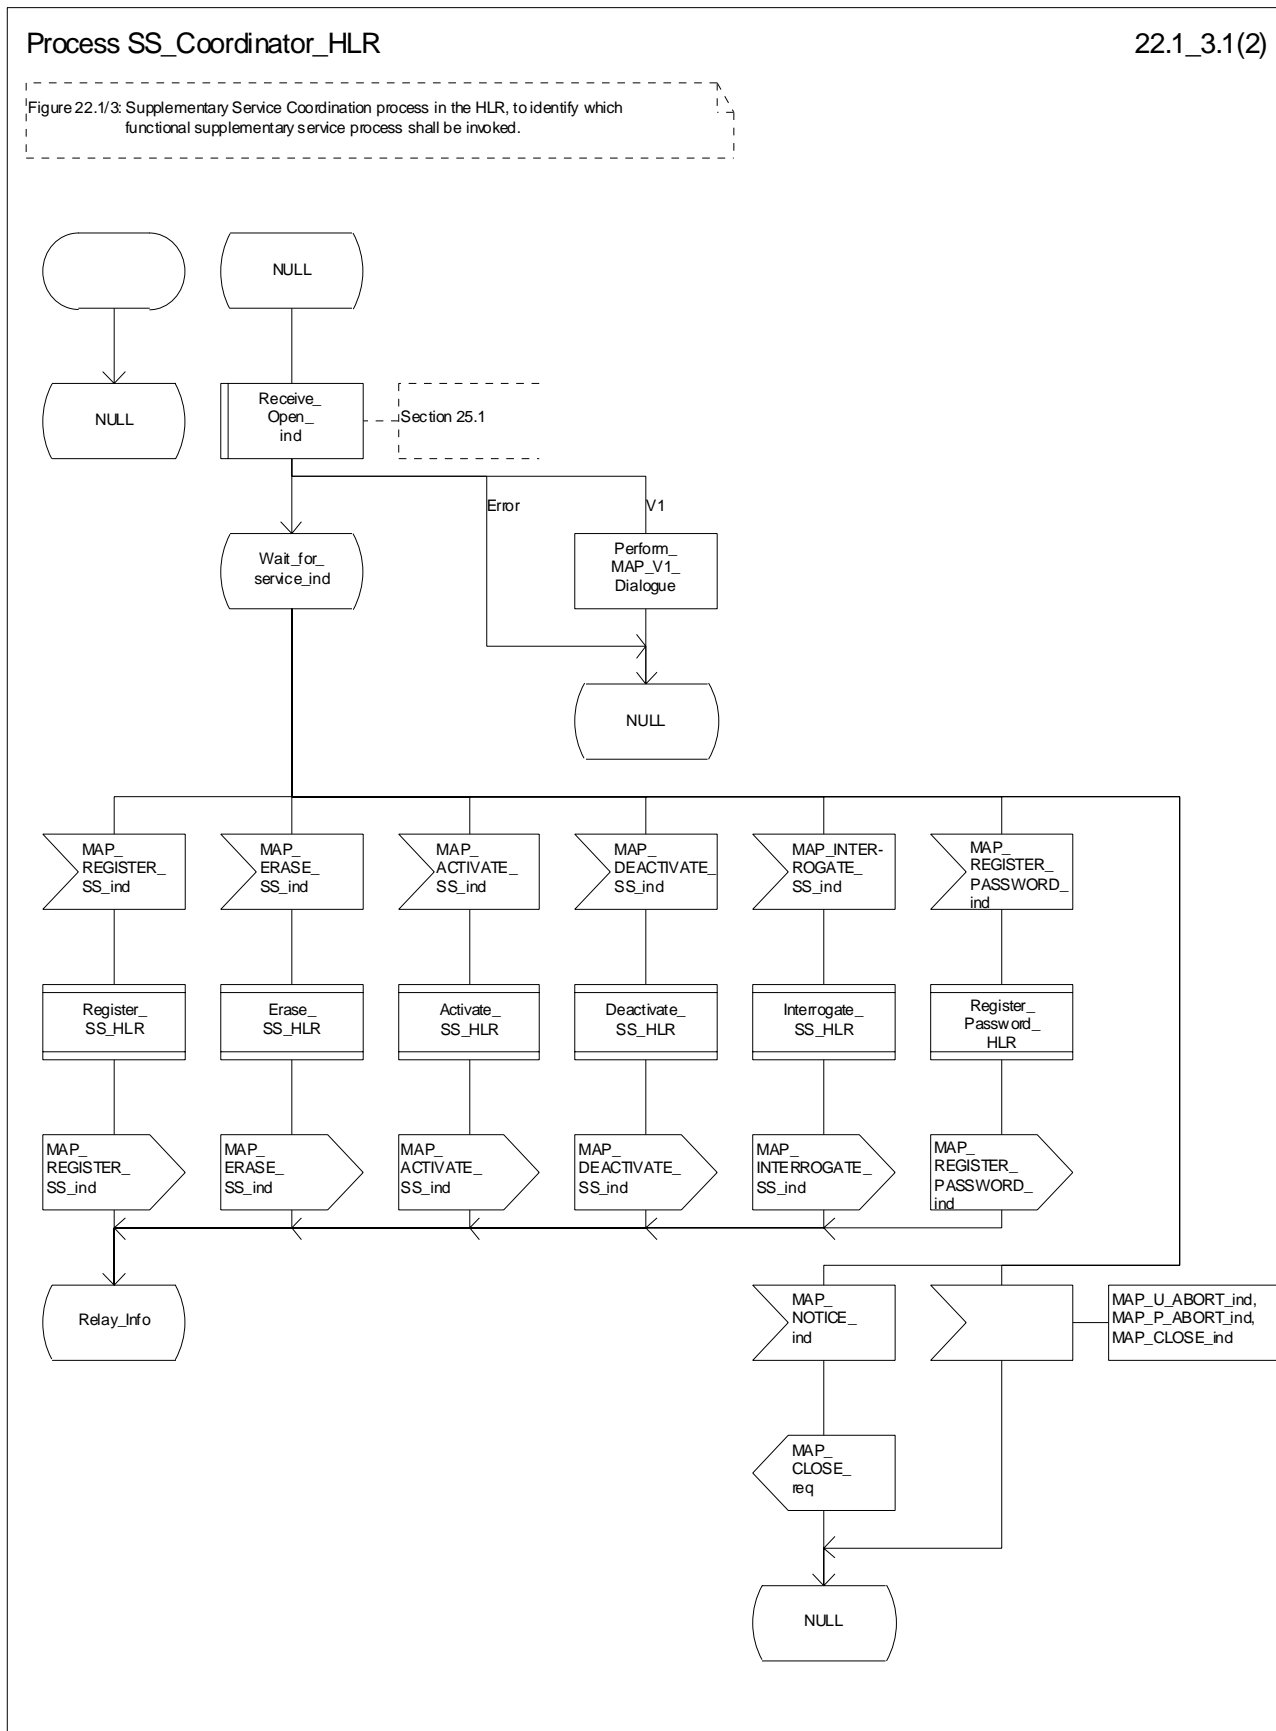 Process SS_Coordinator_HLR
22.1_3.1(2)
Figure 22.1/3: Supplementary Service Coordination process in the HLR, to identify which
functional supplementary service process shall be invoked.
NULL
NULL
Receive_
Open_
ind
Section 25.1
Error
V1
Wait_for_
service_ind
Perform_
MAP_V1_
Dialogue
NULL
MAP_
REGISTER_
SS_ind
MAP_
ERASE_
SS_ind
MAP_
ACTIVATE_
SS_ind
MAP_
DEACTIVATE_
SS_ind
MAP_INTER-
ROGATE_
SS_ind
MAP_
REGISTER_
PASSWORD_
ind
Register_
SS_HLR
Erase_
SS_HLR
Activate_
SS_HLR
Deactivate_
SS_HLR
Interrogate_
SS_HLR
Register_
Password_
HLR
MAP_
REGISTER_
SS_ind
MAP_
ERASE_
SS_ind
MAP_
ACTIVATE_
SS_ind
MAP_
DEACTIVATE_
SS_ind
MAP_
INTERROGATE_
SS_ind
MAP_
REGISTER_
PASSWORD_
ind
Relay_Info
MAP_
NOTICE_
ind
MAP_U_ABORT_ind,
MAP_P_ABORT_ind,
MAP_CLOSE_ind
MAP_
CLOSE_
req
NULL